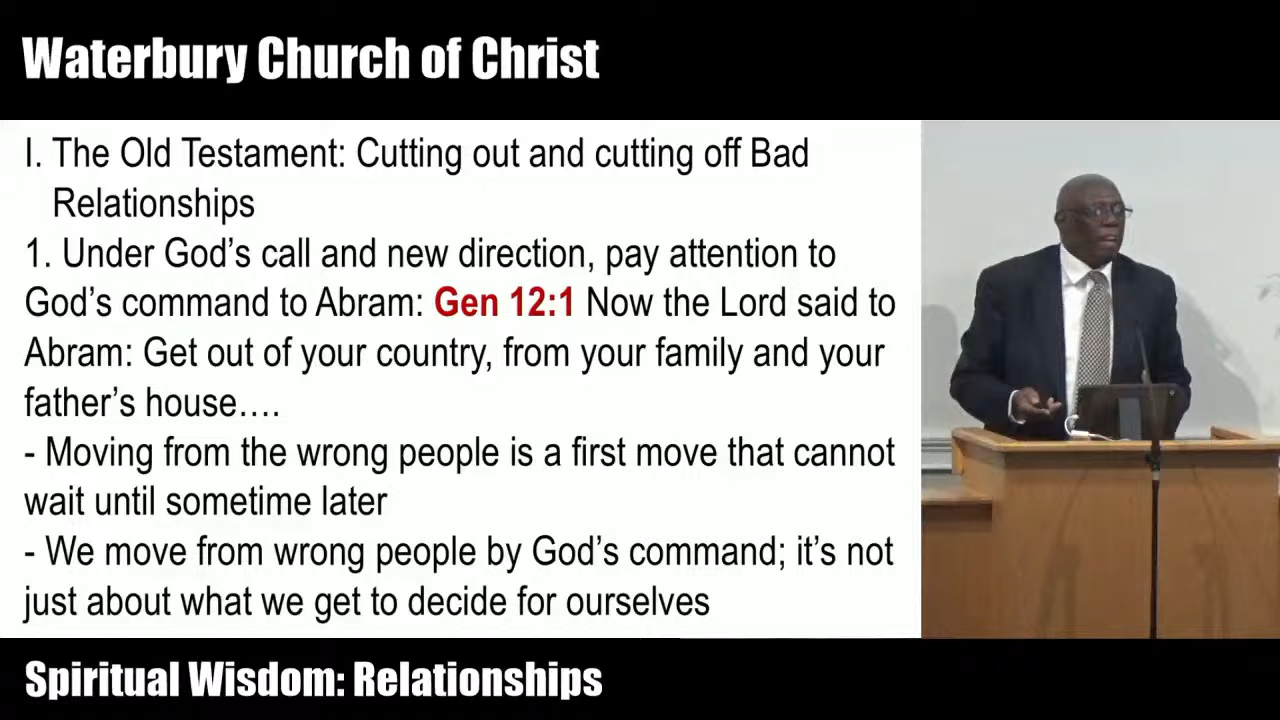 Waterbury Church of Christ
I. The Old Testament: Cutting out and cutting off Bad
Relationships
1. Under God’s call and new direction, pay attention to
God’s command to Abram: Gen 12:1 Now the Lord said to
Abram: Get out of your country, from your family and your
father’s house….
- Moving from the wrong people is a first move that cannot
wait until sometime later
- We move from wrong people by God’s command; it’s not
just about what we get to decide for ourselves
Spiritual Wisdom: Relationships